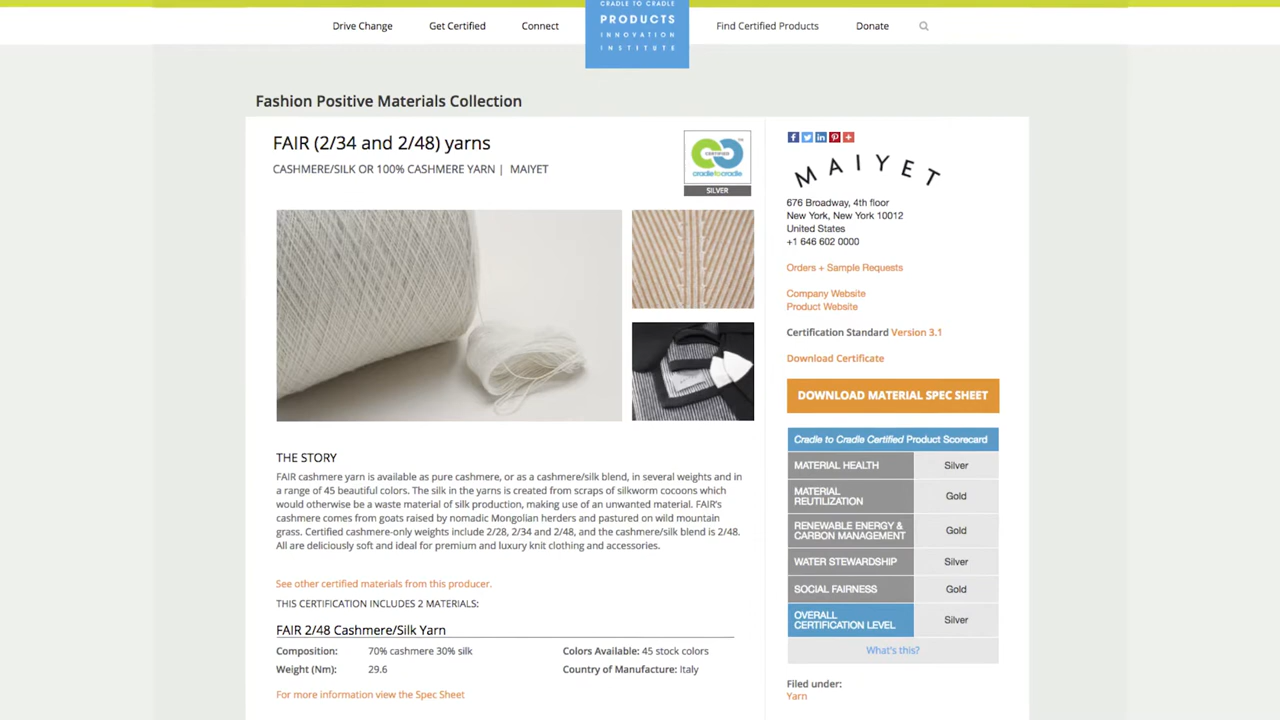 CRADLE TO CRADLE
PRODUCTS
INNOVATION
INSTITUTE
Drive Change
Get Certified
Connect
Find Certified Products
Donate
Fashion Positive Materials Collection
FAIR (2/34 and 2/48) yarns
CASHMERE/SILK OR 100% CASHMERE YARN | MAIYET
CERTIFIED
cradletocradle
SILVER
THE STORY
FAIR cashmere yarn is available as pure cashmere, or as a cashmere/silk blend, in several weights and in
a range of 45 beautiful colors. The silk in the yarns is created from scraps of silkworm cocoons which
would otherwise be a waste material of silk production, making use of an unwanted material. FAIR's
cashmere comes from goats raised by nomadic Mongolian herders and pastured on wild mountain
grass. Certified cashmere-only weights include 2/28, 2/34 and 2/48, and the cashmere/silk blend is 2/48.
All are deliciously soft and ideal for premium and luxury knit clothing and accessories.
See other certified materials from this producer.
THIS CERTIFICATION INCLUDES 2 MATERIALS:
FAIR 2/48 Cashmere/Silk Yarn
Composition: 70% cashmere 30% silk
Colors Available: 45 stock colors
Weight (Nm): 29.6
Country of Manufacture: Italy
For more information view the Spec Sheet
MAIYET
676 Broadway, 4th floor
New York, New York 10012
United States
+1 646 602 0000
Orders + Sample Requests
Company Website
Product Website
Certification Standard Version 3.1
Download Certificate
DOWNLOAD MATERIAL SPEC SHEET
Cradle to Cradle Certified Product Scorecard
MATERIAL HEALTH Silver
MATERIAL
REUTILIZATION Gold
RENEWABLE ENERGY &
CARBON MANAGEMENT Gold
WATER STEWARDSHIP Silver
SOCIAL FAIRNESS Gold
OVERALL
CERTIFICATION LEVEL Silver
What's this?
Filed under:
Yarn